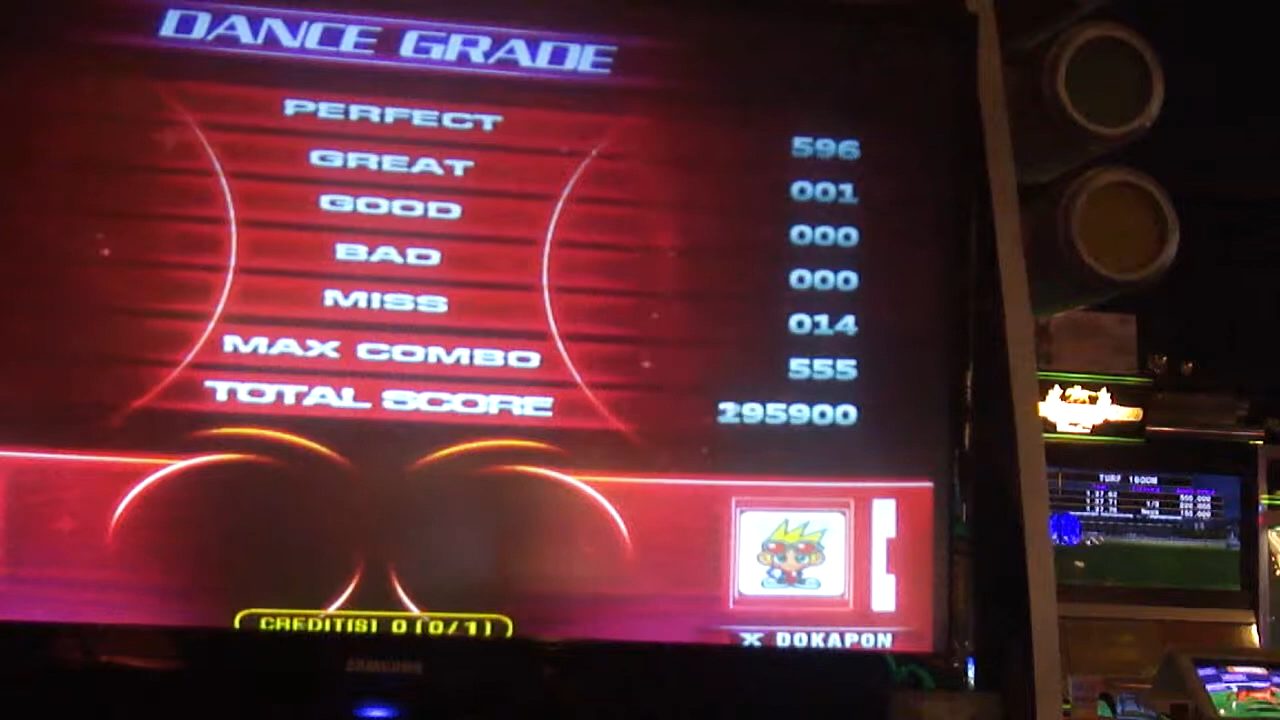 DANCE GRADE
PERFECT 596
GREAT 001
GOOD 000
BAD 000
MISS 014
MAX COMBO 555
TOTAL SCORE 295900
CREDIT(S) 0 (0/1)
X DOKAPON
SAMSUNG
TURF 1600M